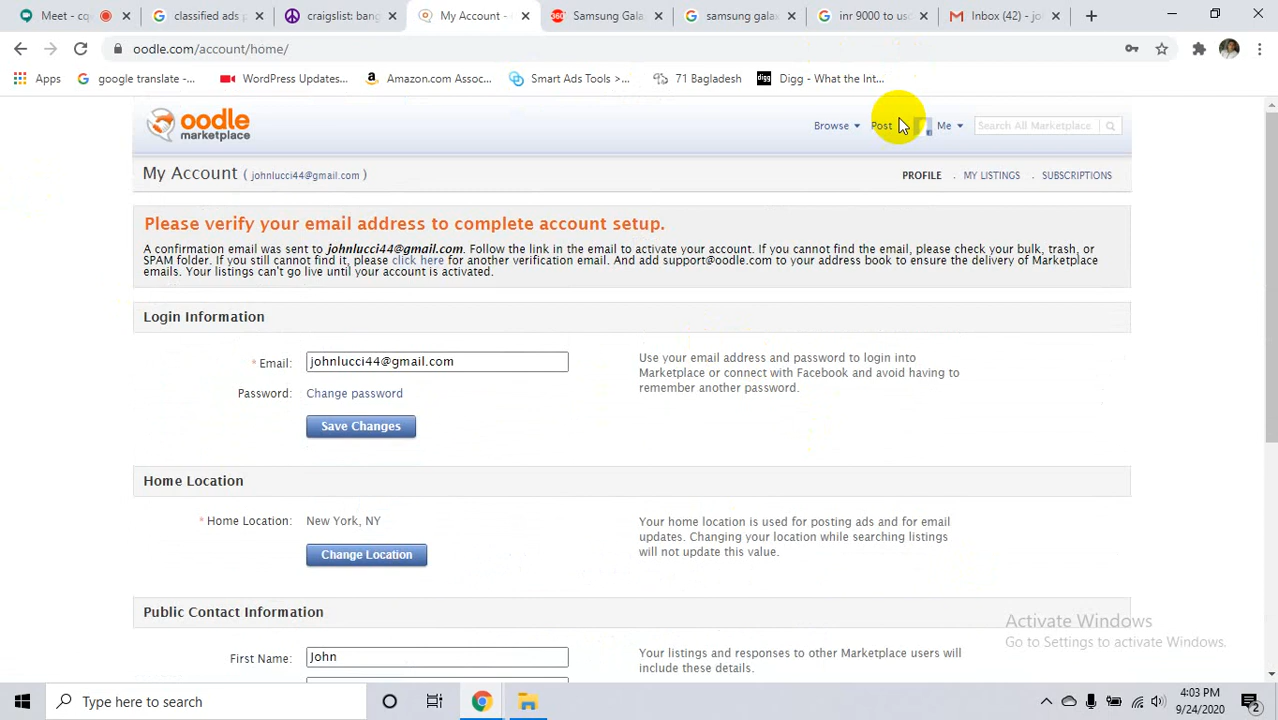 Meet - cq
classified ads p
craigslist: bang
My Account -
Samsung Gala
samsung galax
inr 9000 to usd
Inbox (42) - jo
oodle.com/account/home/
Apps
google translate -...
WordPress Updates...
Amazon.com Assoc...
Smart Ads Tools >...
71 Bagladesh
Digg - What the Int...
oodle
marketplace
Browse
Post
Me
Search All Marketplace
My Account ( johnlucci44@gmail.com )
PROFILE
MY LISTINGS
SUBSCRIPTIONS
Please verify your email address to complete account setup.
A confirmation email was sent to johnlucci44@gmail.com. Follow the link in the email to activate your account. If you cannot find the email, please check your bulk, trash, or
SPAM folder. If you still cannot find it, please click here for another verification email. And add support@oodle.com to your address book to ensure the delivery of Marketplace
emails. Your listings can't go live until your account is activated.
Login Information
* Email:
johnlucci44@gmail.com
Password:
Change password
Save Changes
Use your email address and password to login into
Marketplace or connect with Facebook and avoid having to
remember another password.
Home Location
* Home Location:
New York, NY
Change Location
Your home location is used for posting ads and for email
updates. Changing your location while searching listings
will not update this value.
Public Contact Information
First Name:
John
Your listings and responses to other Marketplace users will
include these details.
Activate Windows
Go to Settings to activate Windows.
Type here to search
4:03 PM
9/24/2020
2